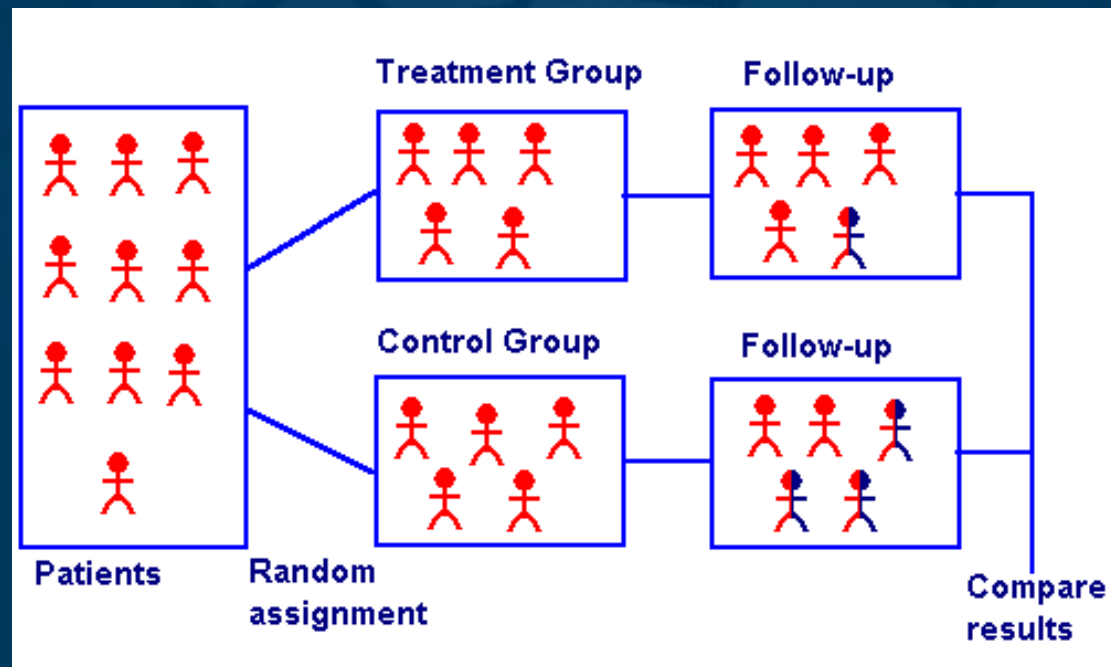 Treatment Group
Follow-up
Control Group
Follow-up
Patients
Random
assignment
Compare
results